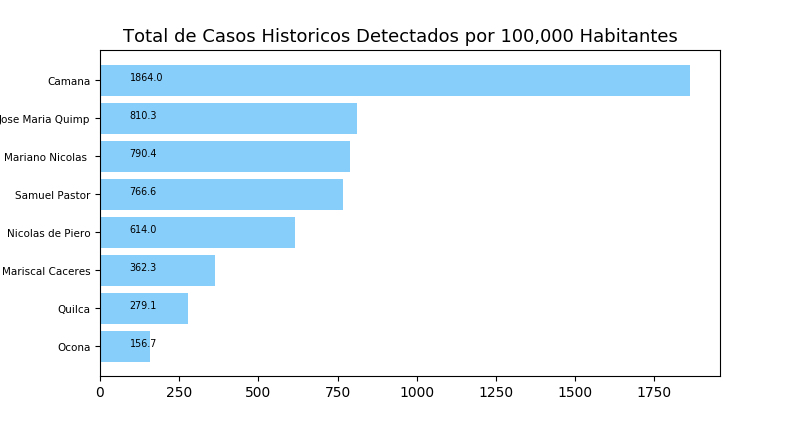 Total de Casos Historicos Detectados por 100,000 Habitantes
Camana 1864.0
Jose Maria Quimp 810.3
Mariano Nicolas 790.4
Samuel Pastor 766.6
Nicolas de Piero 614.0
Mariscal Caceres 362.3
Quilca 279.1
Ocona 156.7
0 250 500 750 1000 1250 1500 1750